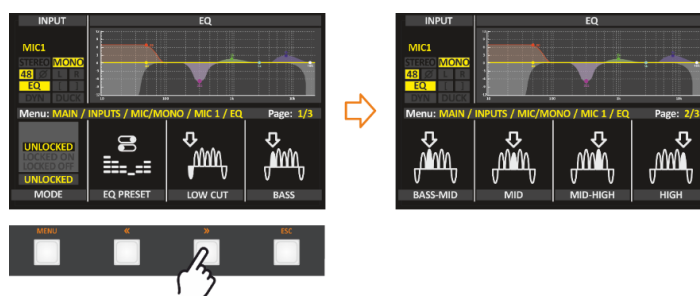 INPUT
EQ
MIC1
STEREO MONO
48 Ø L R
EQ
DYN DUCK
Menu: MAIN / INPUTS / MIC/MONO / MIC 1 / EQ Page: 1/3
UNLOCKED
LOCKED ON
LOCKED OFF
UNLOCKED
MODE
EQ PRESET
LOW CUT
BASS
MENU
«
»
ESC
INPUT
EQ
MIC1
STEREO MONO
48 Ø L R
EQ
DYN DUCK
Menu: MAIN / INPUTS / MIC/MONO / MIC 1 / EQ Page: 2/3
BASS-MID
MID
MID-HIGH
HIGH